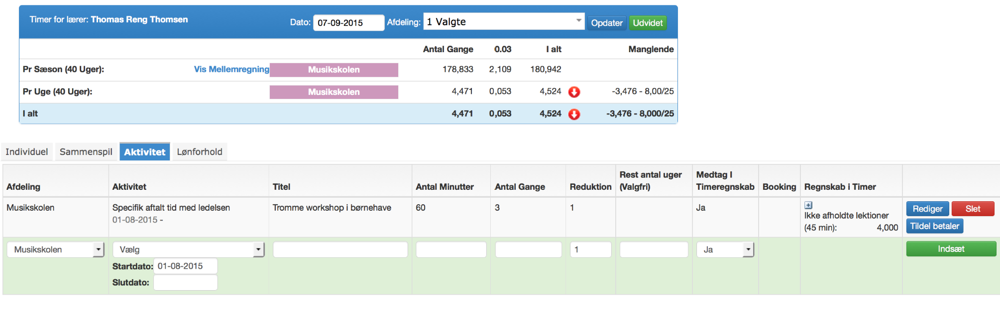 Timer for lærer: Thomas Reng Thomsen Dato: 07-09-2015 Afdeling: 1 Valgte Opdater Udvidet
Antal Gange 0.03 I alt Manglende
Pr Sæson (40 Uger): Vis Mellemregning Musikskolen 178,833 2,109 180,942
Pr Uge (40 Uger): Musikskolen 4,471 0,053 4,524 -3,476 - 8,00/25
I alt 4,471 0,053 4,524 -3,476 - 8,000/25
Individuel Sammenspil Aktivitet Lønforhold
Afdeling Aktivitet Titel Antal Minutter Antal Gange Reduktion Rest antal uger (Valgfri) Medtag I Timeregnskab Booking Regnskab i Timer
Musikskolen Specifik aftalt tid med ledelsen Tromme workshop i børnehave 60 3 1 Ja Rediger Slet
01-08-2015 - Ikke afholdte lektioner
(45 min): 4,000 Tildel betaler
Musikskolen Vælg 1 Ja Indsæt
Startdato: 01-08-2015
Slutdato: